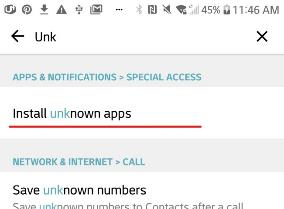 45% 11:46 AM
Unk
APPS & NOTIFICATIONS > SPECIAL ACCESS
Install unknown apps
NETWORK & INTERNET > CALL
Save unknown numbers
Save unknown numbers to Contacts after a call